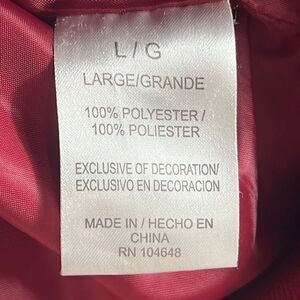 L / G
LARGE/GRANDE
100% POLYESTER /
100% POLIESTER
EXCLUSIVE OF DECORATION/
EXCLUSIVO EN DECORACION
MADE IN / HECHO EN
CHINA
RN 104648